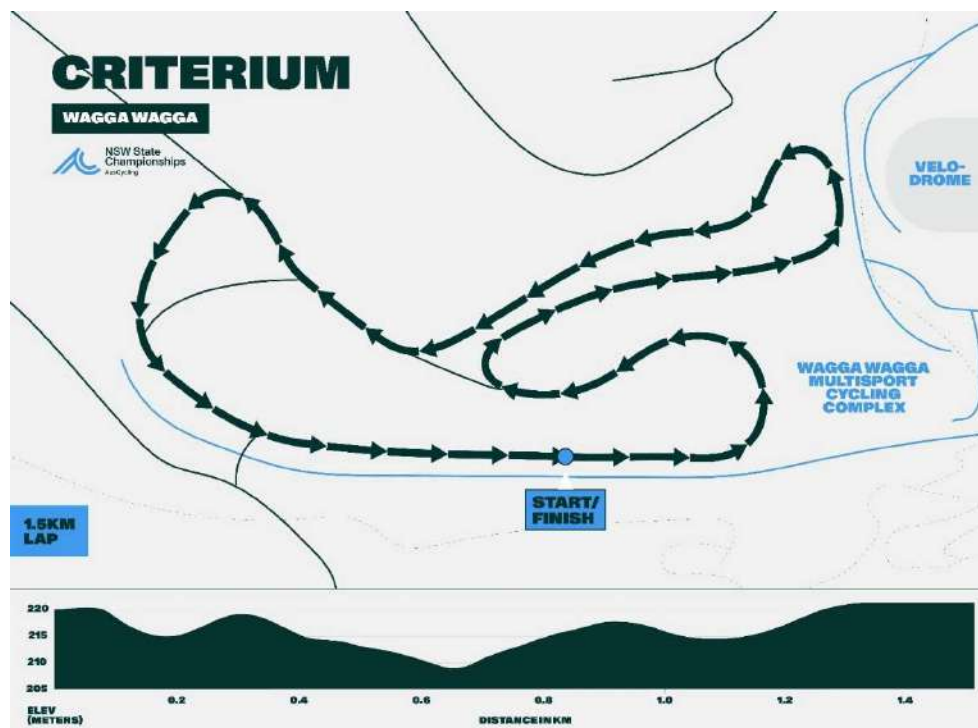 CRITERIUM
WAGGA WAGGA
NSW State
Championships
AusCycling
VELO-
DROME
WAGGA WAGGA
MULTISPORT
CYCLING
COMPLEX
START/
FINISH
1.5KM
LAP
220
215
210
205
0.2
0.4
0.6
0.8
1.0
1.2
1.4
ELEV
(METERS)
DISTANCE IN KM